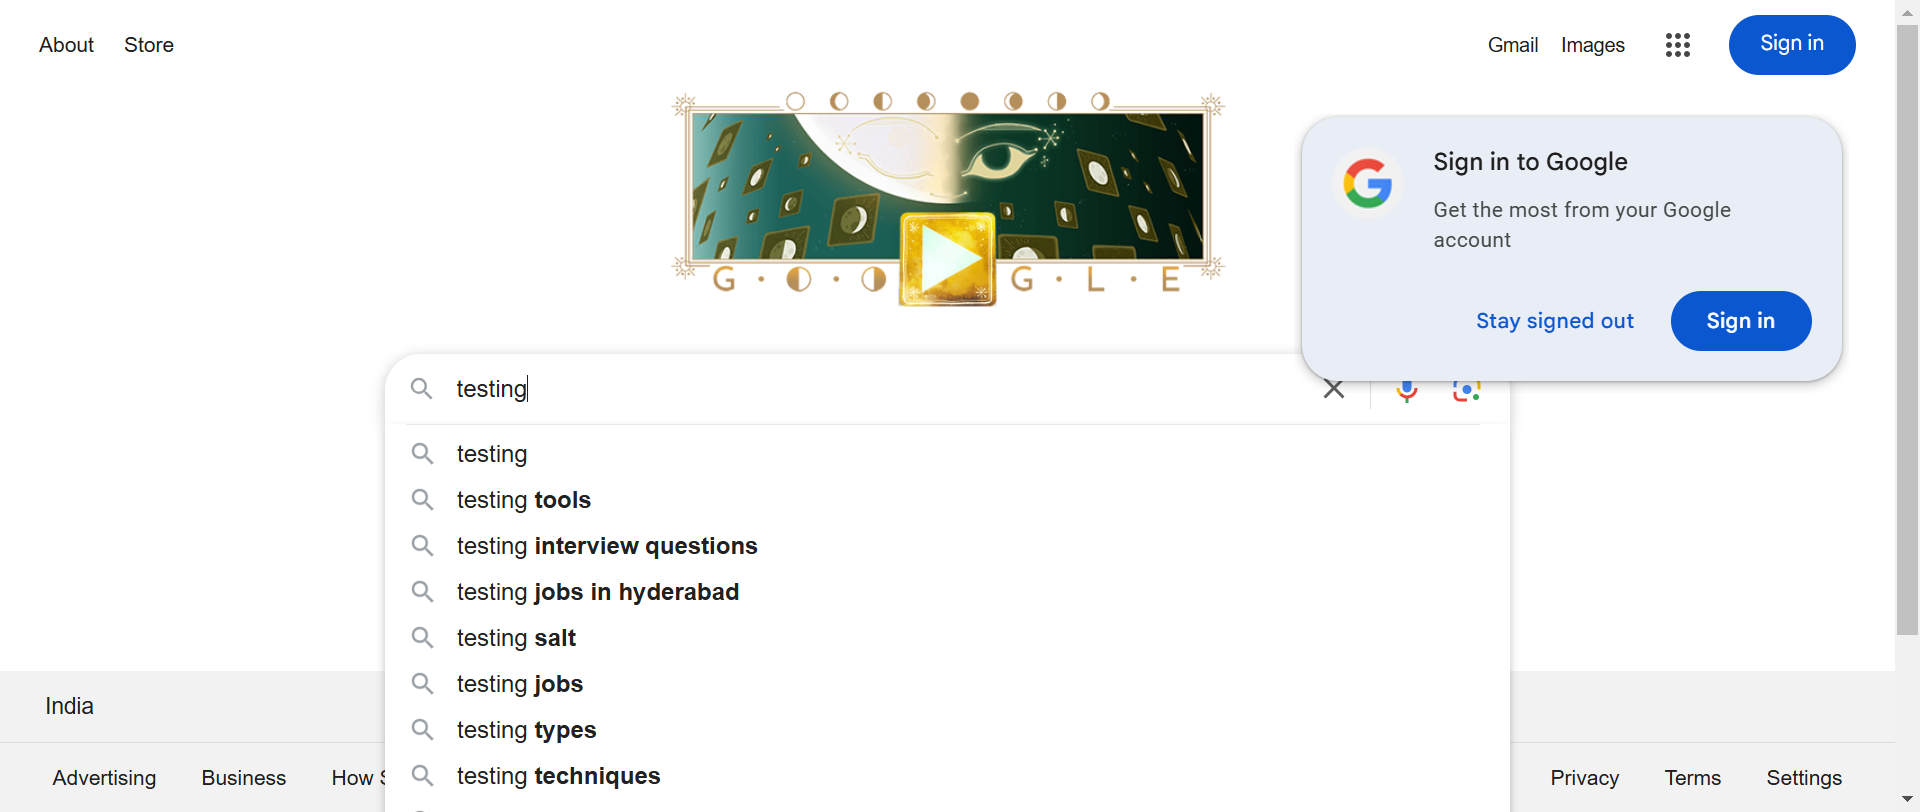 About Store Gmail Images Sign in
G · O · O G · L · E
Sign in to Google
Get the most from your Google
account
Stay signed out Sign in
testing
testing
testing tools
testing interview questions
testing jobs in hyderabad
testing salt
testing jobs
testing types
testing techniques
India
Advertising Business How Privacy Terms Settings